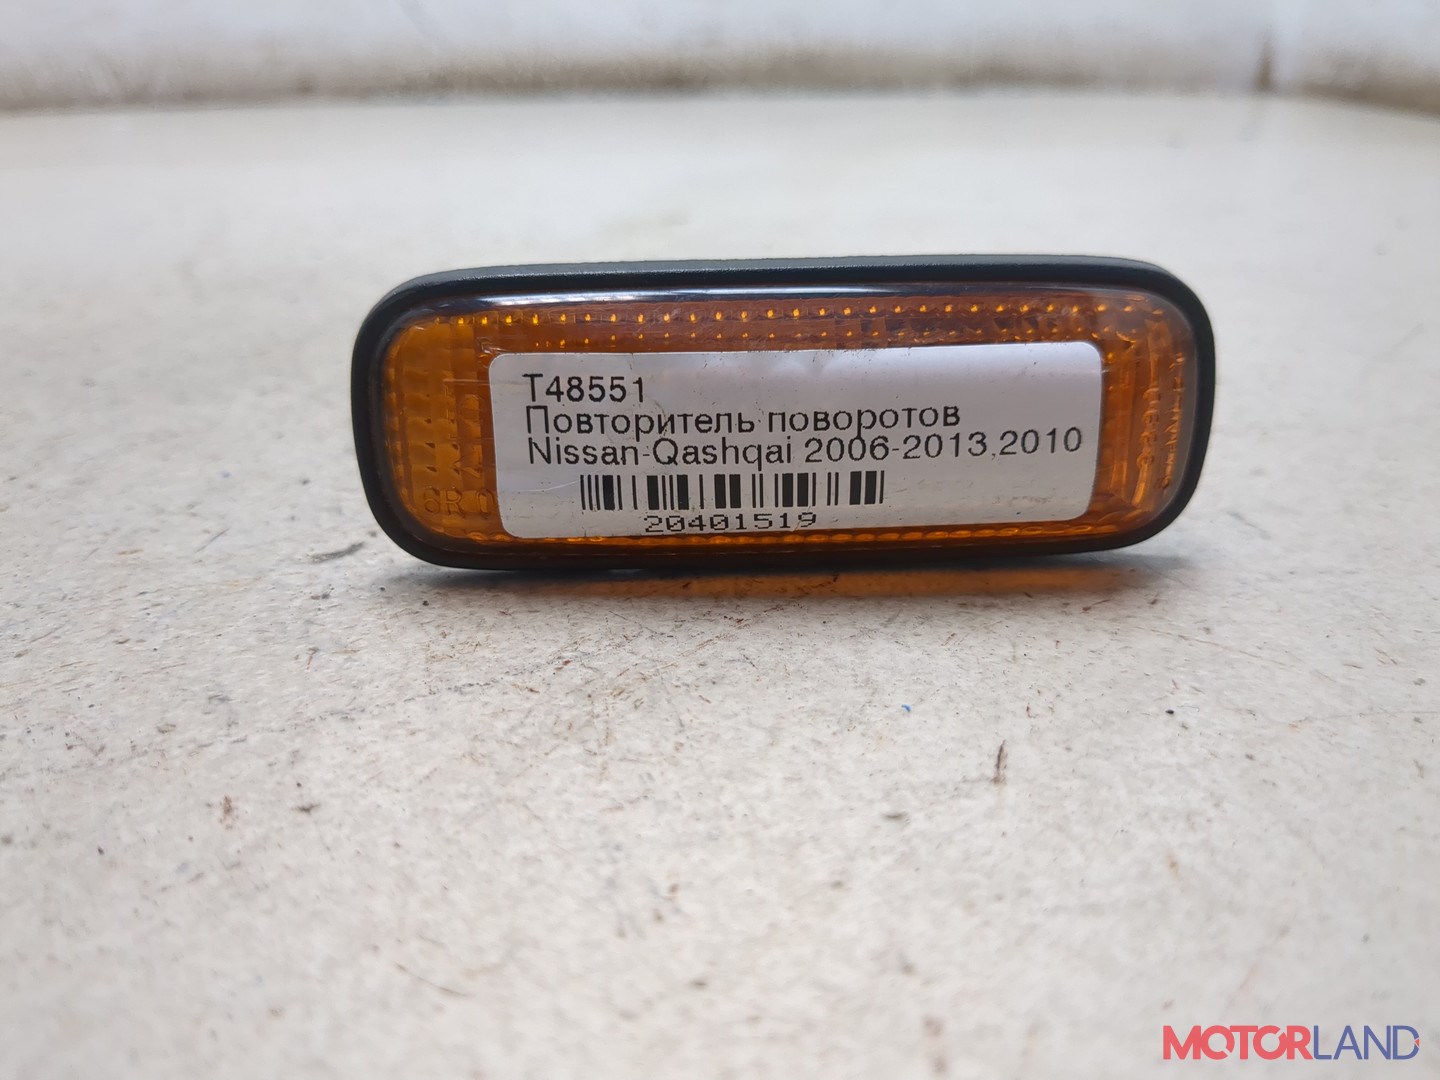 T48551
Повторитель поворотов
Nissan-Qashqai 2006-2013,2010
20401519
MOTORLAND